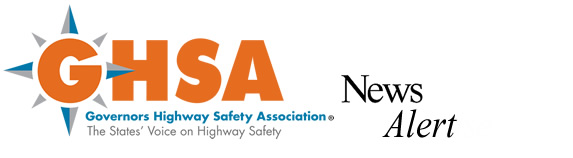 GHSA
Governors Highway Safety Association®
The States' Voice on Highway Safety
News
Alert